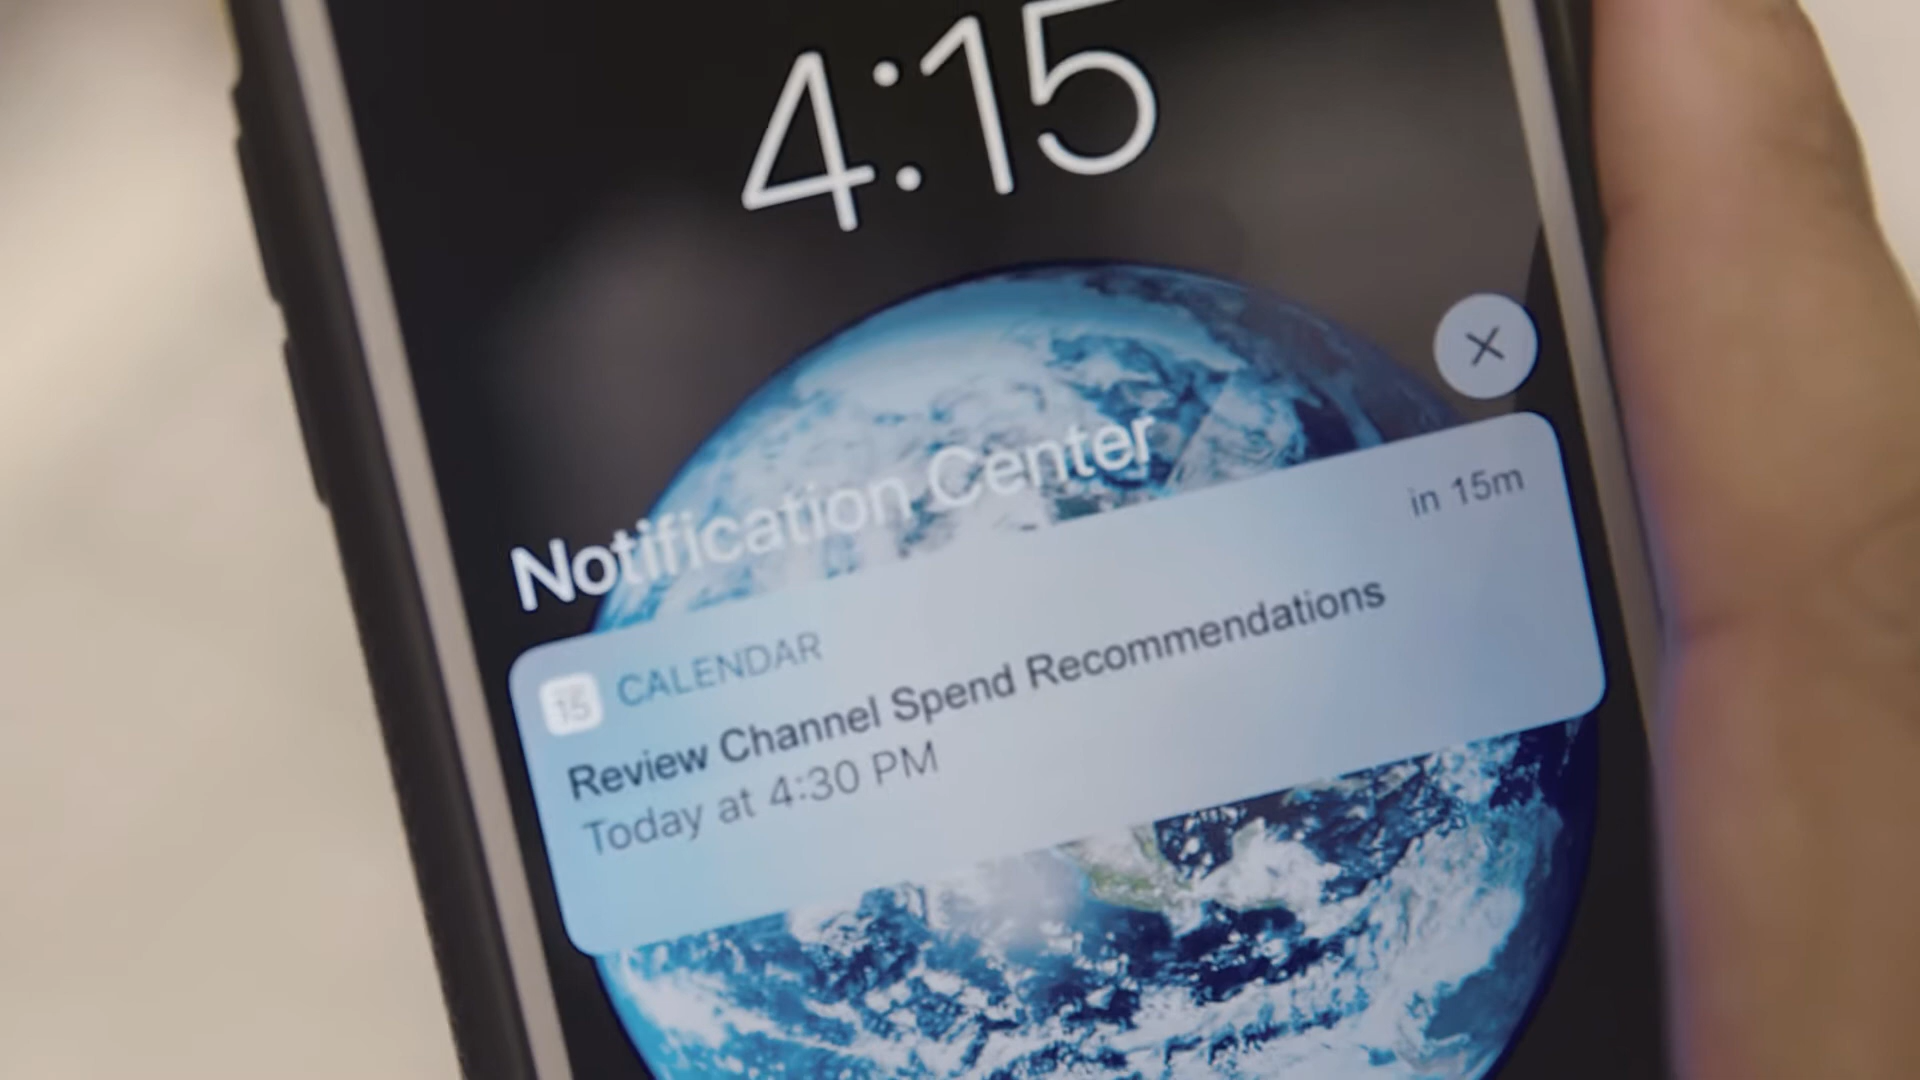 4:15
Notification Center
15 CALENDAR
in 15m
Review Channel Spend Recommendations
Today at 4:30 PM